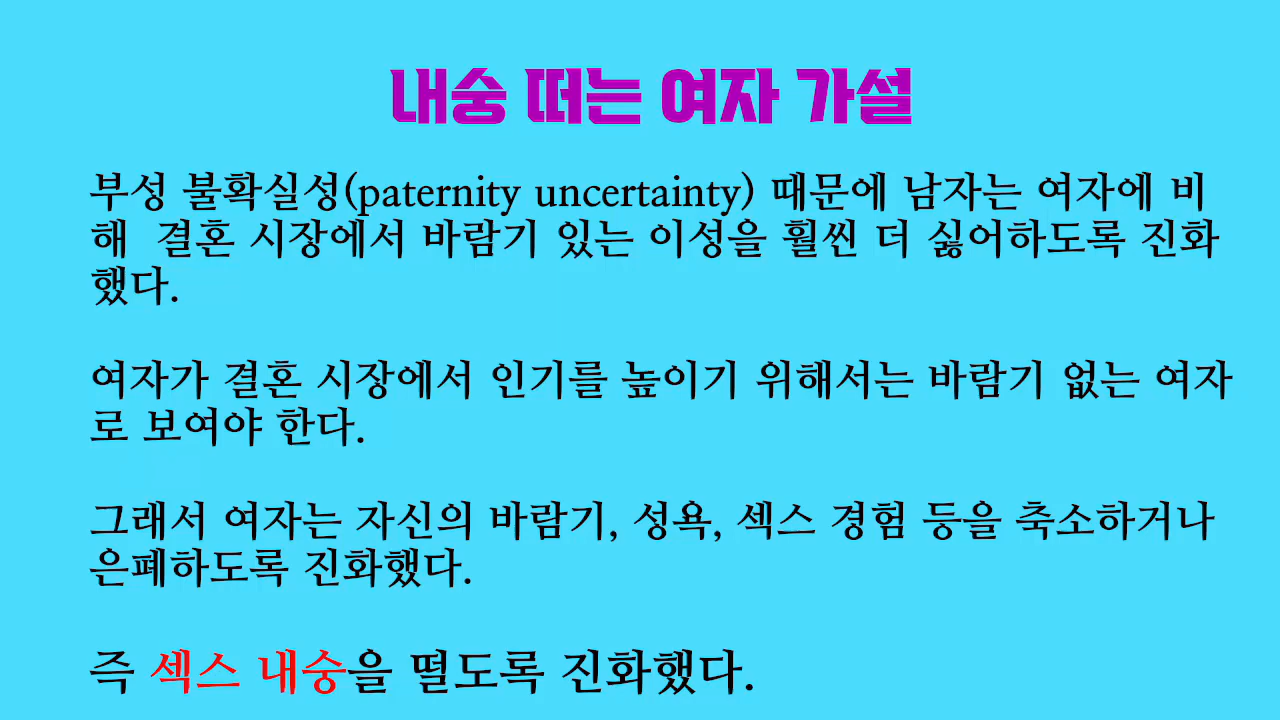 내숭 떠는 여자 가설
부성 불확실성(paternity uncertainty) 때문에 남자는 여자에 비
해 결혼 시장에서 바람기 있는 이성을 훨씬 더 싫어하도록 진화
했다.
여자가 결혼 시장에서 인기를 높이기 위해서는 바람기 없는 여자
로 보여야 한다.
그래서 여자는 자신의 바람기, 성욕, 섹스 경험 등을 축소하거나
은폐하도록 진화했다.
즉 섹스 내숭을 떨도록 진화했다.